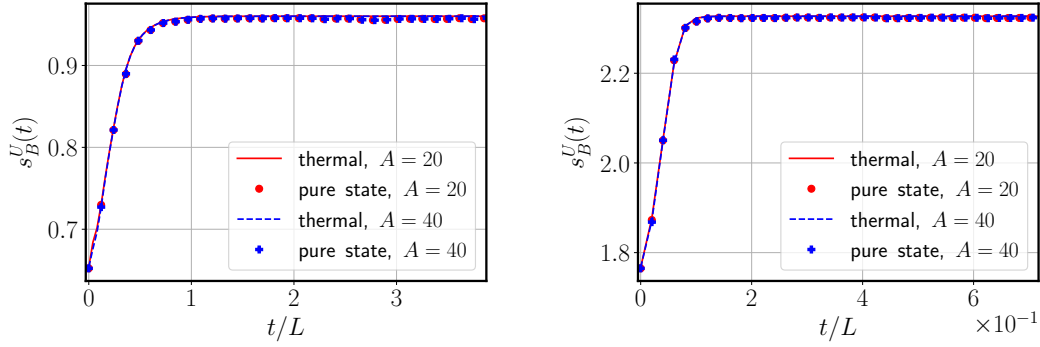 0.9
0.8
0.7
s_B^U(t)
thermal, A = 20
pure state, A = 20
thermal, A = 40
pure state, A = 40
0 1 2 3
t/L
2.2
2.0
1.8
s_B^U(t)
thermal, A = 20
pure state, A = 20
thermal, A = 40
pure state, A = 40
0 2 4 6
t/L ×10⁻¹